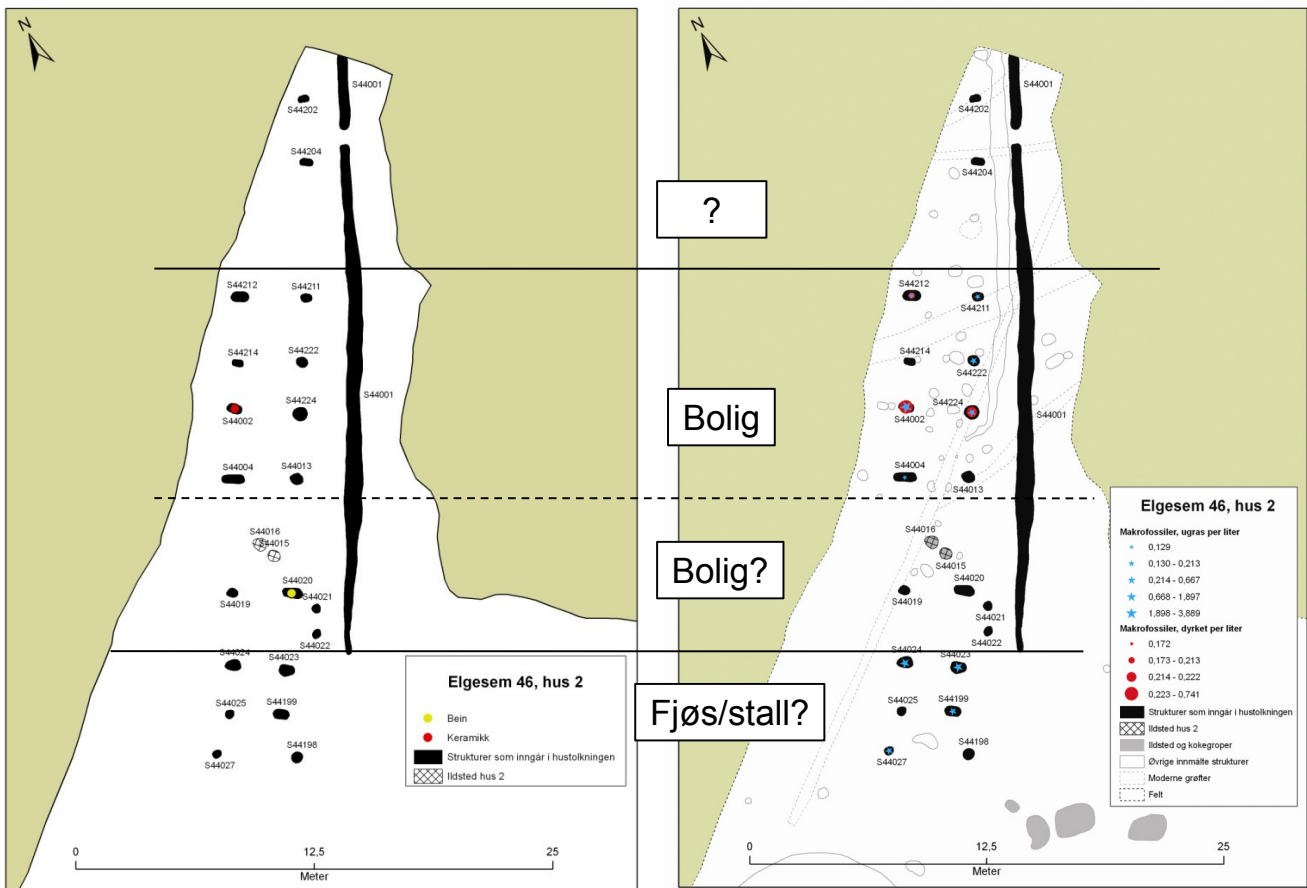 N
S44001
S44202
S44204
S44212
S44211
S44214
S44222
S44224
S44002
S44001
S44004
S44013
S44016
S44015
S44020
S44019
S44021
S44022
S44024
S44023
S44025
S44199
S44027
S44198
Elgesem 46, hus 2
Bein
Keramikk
Strukturer som inngår i hustolkningen
Ildsted hus 2
0
12,5
25
Meter
?
Bolig
Bolig?
Fjøs/stall?
N
S44001
S44202
S44204
S44212
S44211
S44214
S44222
S44224
S44002
S44001
S44004
S44013
S44016
S44015
S44020
S44019
S44021
S44022
S44024
S44023
S44025
S44199
S44027
S44198
Elgesem 46, hus 2
Makrofossiler, ugras per liter
0,129
0,130 - 0,213
0,214 - 0,667
0,668 - 1,897
1,898 - 3,889
Makrofossiler, dyrket per liter
0,172
0,173 - 0,213
0,214 - 0,222
0,223 - 0,741
Strukturer som inngår i hustolkningen
Ildsted hus 2
Ildsted og kokegroper
Øvrige innmålte strukturer
Moderne grøfter
Felt
0
12,5
25
Meter